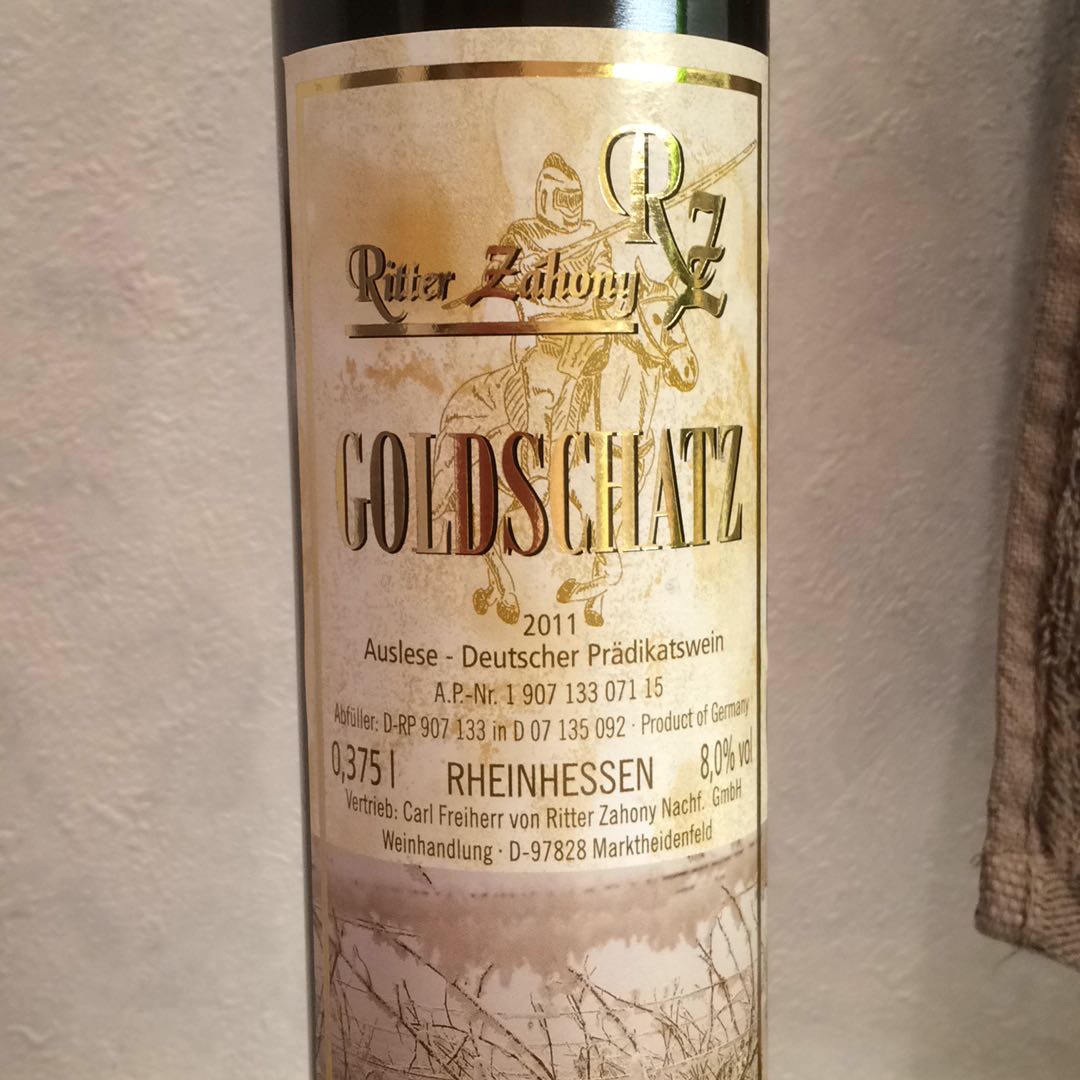 RZ
Ritter Zahony
GOLDSCHATZ
2011
Auslese - Deutscher Prädikatswein
A.P.-Nr. 1 907 133 071 15
Abfüller: D-RP 907 133 in D 07 135 092 · Product of Germany
0,375 l RHEINHESSEN 8,0% vol
Vertrieb: Carl Freiherr von Ritter Zahony Nachf. GmbH
Weinhandlung · D-97828 Marktheidenfeld